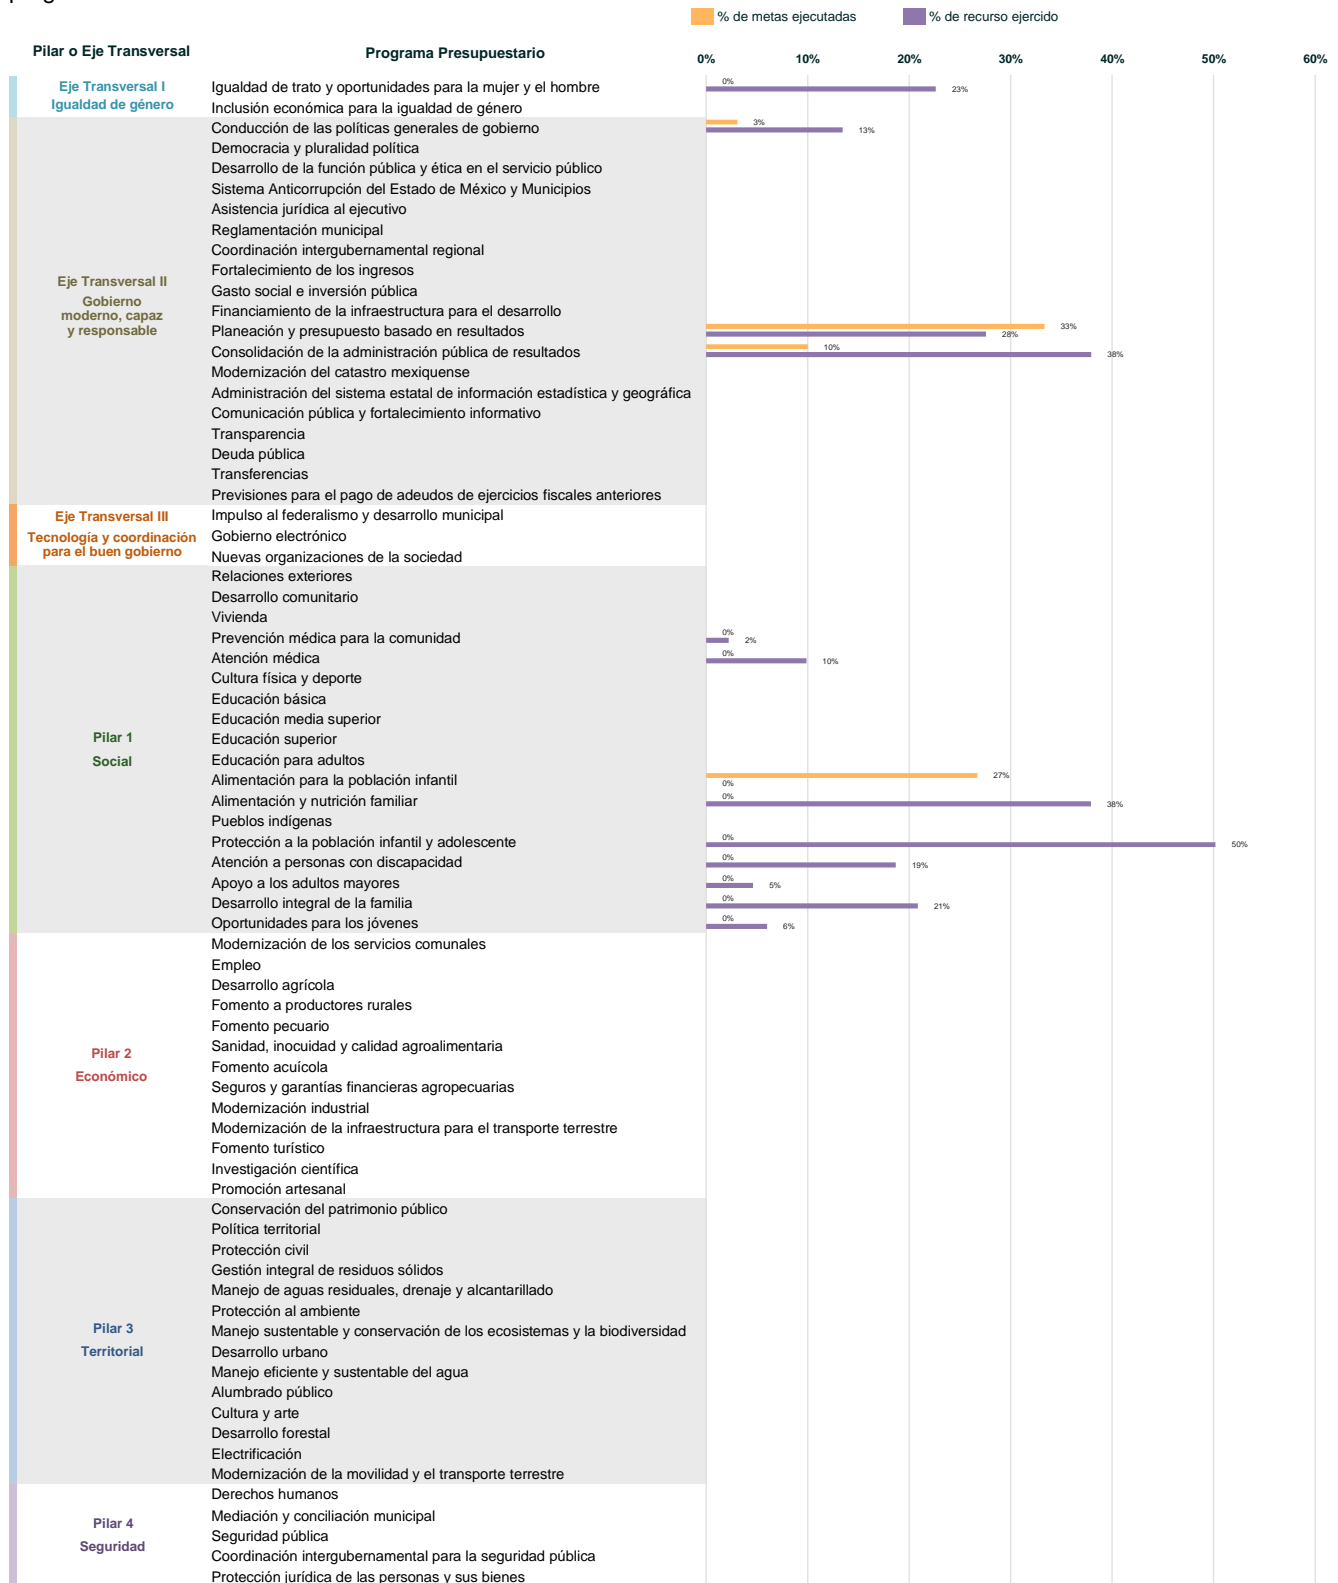 % de metas ejecutadas % de recurso ejercido
Pilar o Eje Transversal Programa Presupuestario 0% 10% 20% 30% 40% 50% 60%
Eje Transversal I
Igualdad de género
Igualdad de trato y oportunidades para la mujer y el hombre 0% 23%
Inclusión económica para la igualdad de género
Eje Transversal II
Gobierno
moderno, capaz
y responsable
Conducción de las políticas generales de gobierno 3% 13%
Democracia y pluralidad política
Desarrollo de la función pública y ética en el servicio público
Sistema Anticorrupción del Estado de México y Municipios
Asistencia jurídica al ejecutivo
Reglamentación municipal
Coordinación intergubernamental regional
Fortalecimiento de los ingresos
Gasto social e inversión pública
Financiamiento de la infraestructura para el desarrollo
Planeación y presupuesto basado en resultados 33% 28%
Consolidación de la administración pública de resultados 10% 38%
Modernización del catastro mexiquense
Administración del sistema estatal de información estadística y geográfica
Comunicación pública y fortalecimiento informativo
Transparencia
Deuda pública
Transferencias
Previsiones para el pago de adeudos de ejercicios fiscales anteriores
Eje Transversal III
Tecnología y coordinación
para el buen gobierno
Impulso al federalismo y desarrollo municipal
Gobierno electrónico
Nuevas organizaciones de la sociedad
Pilar 1
Social
Relaciones exteriores
Desarrollo comunitario
Vivienda
Prevención médica para la comunidad 0% 2%
Atención médica 0% 10%
Cultura física y deporte
Educación básica
Educación media superior
Educación superior
Educación para adultos
Alimentación para la población infantil 27% 0%
Alimentación y nutrición familiar 0% 38%
Pueblos indígenas
Protección a la población infantil y adolescente 0% 50%
Atención a personas con discapacidad 0% 19%
Apoyo a los adultos mayores 0% 5%
Desarrollo integral de la familia 0% 21%
Oportunidades para los jóvenes 0% 6%
Pilar 2
Económico
Modernización de los servicios comunales
Empleo
Desarrollo agrícola
Fomento a productores rurales
Fomento pecuario
Sanidad, inocuidad y calidad agroalimentaria
Fomento acuícola
Seguros y garantías financieras agropecuarias
Modernización industrial
Modernización de la infraestructura para el transporte terrestre
Fomento turístico
Investigación científica
Promoción artesanal
Pilar 3
Territorial
Conservación del patrimonio público
Política territorial
Protección civil
Gestión integral de residuos sólidos
Manejo de aguas residuales, drenaje y alcantarillado
Protección al ambiente
Manejo sustentable y conservación de los ecosistemas y la biodiversidad
Desarrollo urbano
Manejo eficiente y sustentable del agua
Alumbrado público
Cultura y arte
Desarrollo forestal
Electrificación
Modernización de la movilidad y el transporte terrestre
Pilar 4
Seguridad
Derechos humanos
Mediación y conciliación municipal
Seguridad pública
Coordinación intergubernamental para la seguridad pública
Protección jurídica de las personas y sus bienes